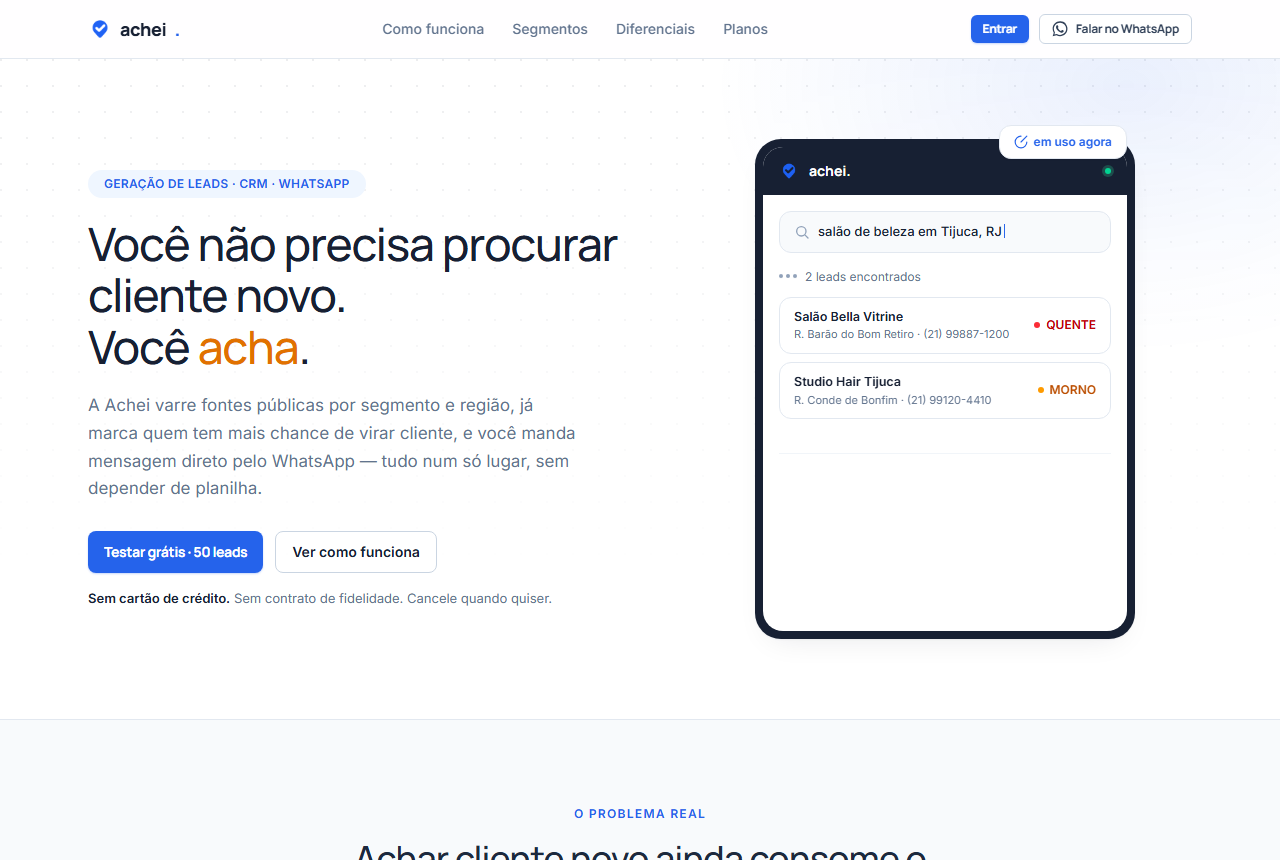 achei .
Como funciona
Segmentos
Diferenciais
Planos
Entrar
Falar no WhatsApp
GERAÇÃO DE LEADS · CRM · WHATSAPP
Você não precisa procurar
cliente novo.
Você acha.
A Achei varre fontes públicas por segmento e região, já
marca quem tem mais chance de virar cliente, e você manda
mensagem direto pelo WhatsApp — tudo num só lugar, sem
depender de planilha.
Testar grátis · 50 leads
Ver como funciona
Sem cartão de crédito. Sem contrato de fidelidade. Cancele quando quiser.
em uso agora
achei.
salão de beleza em Tijuca, RJ
2 leads encontrados
Salão Bella Vitrine
R. Barão do Bom Retiro · (21) 99887-1200
QUENTE
Studio Hair Tijuca
R. Conde de Bonfim · (21) 99120-4410
MORNO
O PROBLEMA REAL
Achar cliente novo ainda consome o